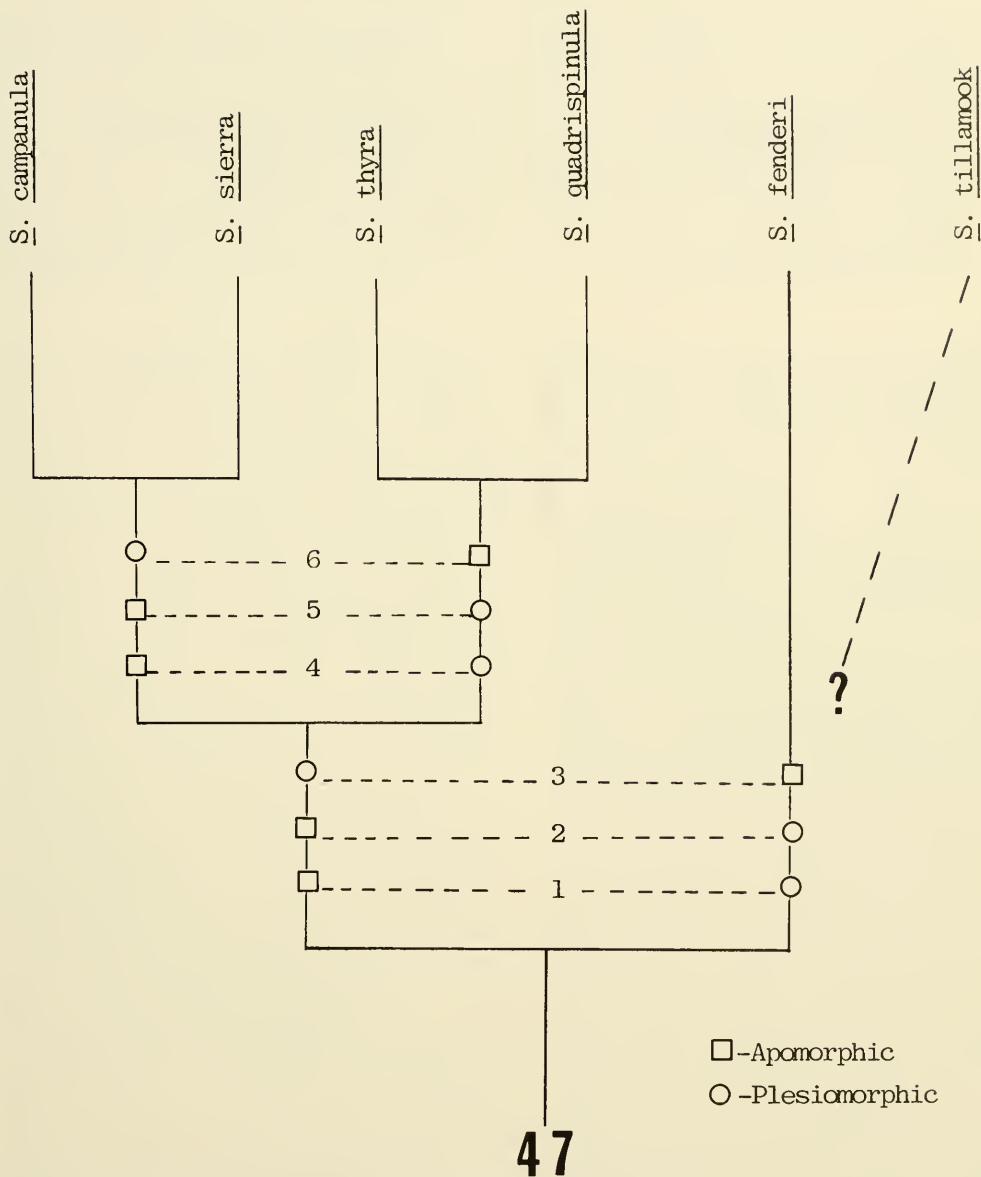 S. campanula
S. sierra
S. thyra
S. quadrispinula
S. fenderi
S. tillamook
6
5
4
?
3
2
1
□-Apomorphic
○-Plesiomorphic
47